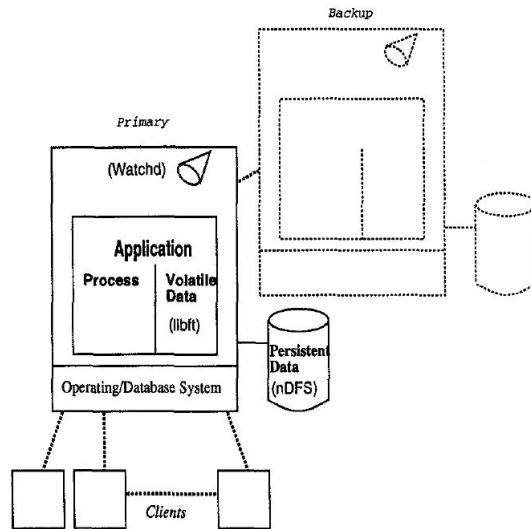 Backup
Primary
(Watchd)
Application
Process
Volatile
Data
(libft)
Persistent
Data
(nDFS)
Operating/Database System
Clients